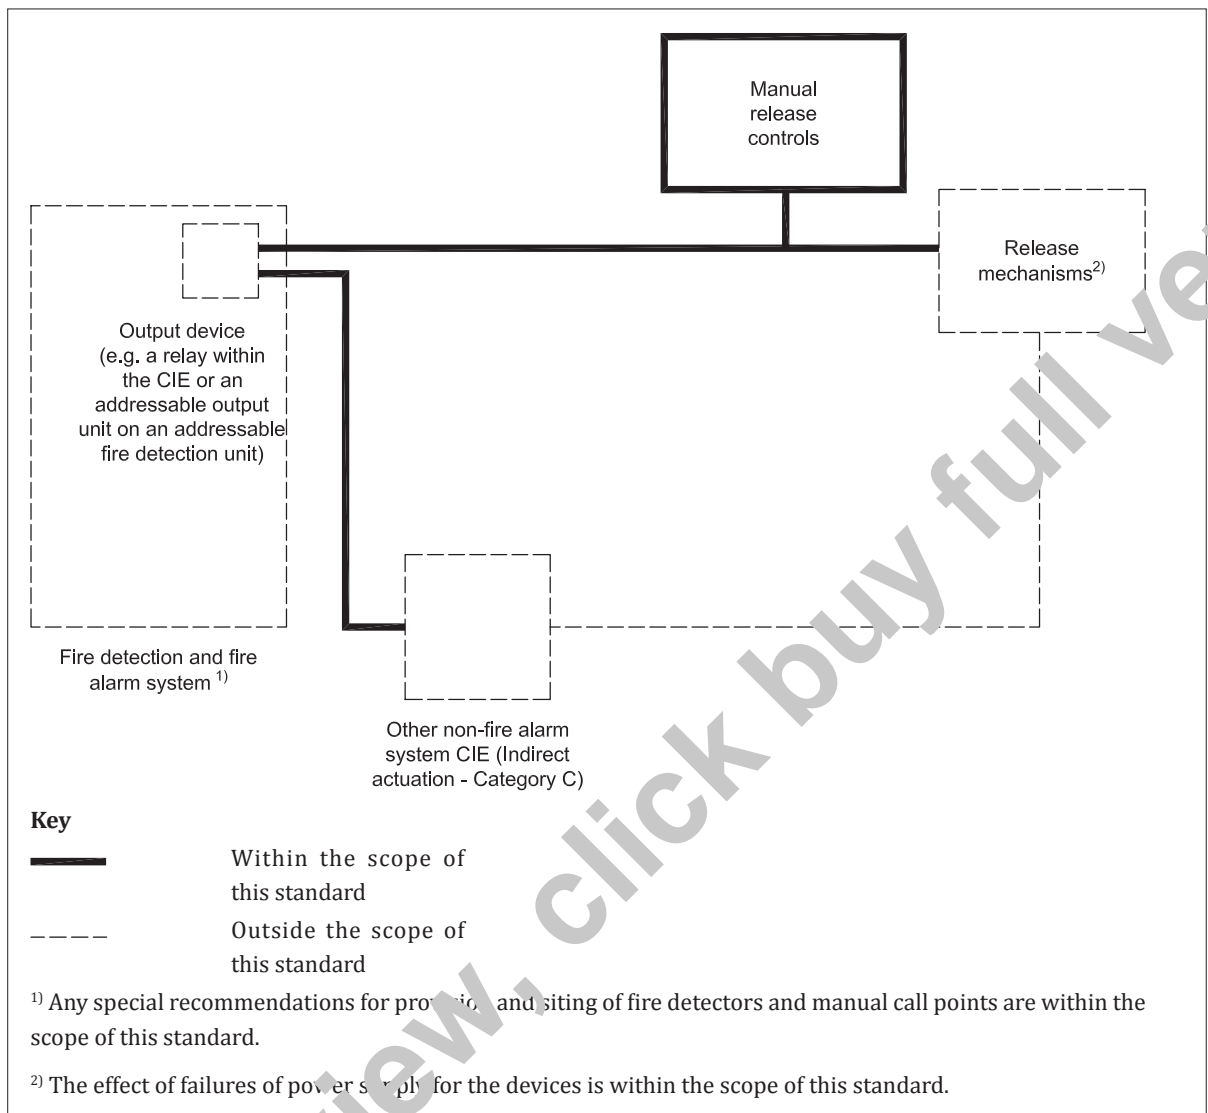 Manual
release
controls
Release
mechanisms2)
Output device
(e.g. a relay within
the CIE or an
addressable output
unit on an addressable
fire detection unit)
Fire detection and fire
alarm system 1)
Other non-fire alarm
system CIE (Indirect
actuation - Category C)
Key
Within the scope of
this standard
Outside the scope of
this standard
1) Any special recommendations for provision and siting of fire detectors and manual call points are within the
scope of this standard.
2) The effect of failures of power supply for the devices is within the scope of this standard.
click buy full